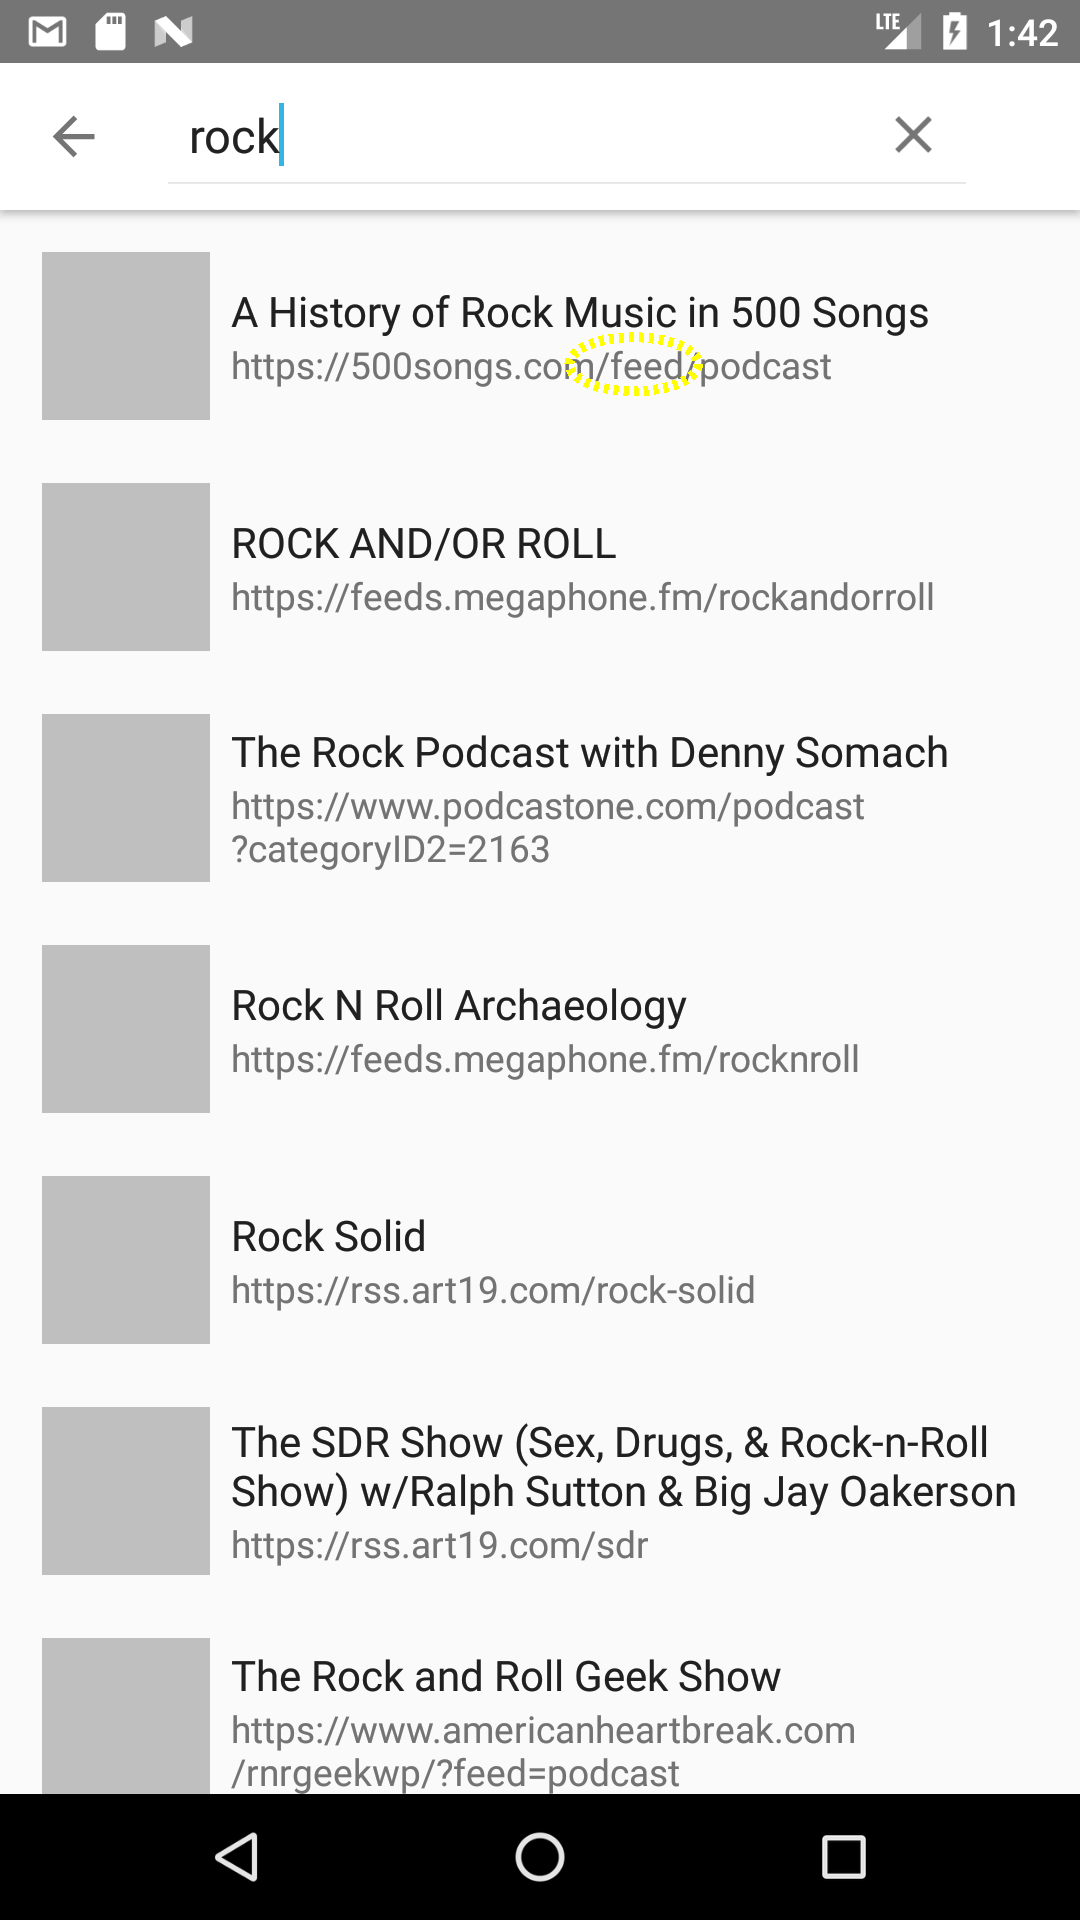 LTE 1:42
rock
A History of Rock Music in 500 Songs
https://500songs.com/feed/podcast
ROCK AND/OR ROLL
https://feeds.megaphone.fm/rockandorroll
The Rock Podcast with Denny Somach
https://www.podcastone.com/podcast
?categoryID2=2163
Rock N Roll Archaeology
https://feeds.megaphone.fm/rocknroll
Rock Solid
https://rss.art19.com/rock-solid
The SDR Show (Sex, Drugs, & Rock-n-Roll
Show) w/Ralph Sutton & Big Jay Oakerson
https://rss.art19.com/sdr
The Rock and Roll Geek Show
https://www.americanheartbreak.com
/rnrgeekwp/?feed=podcast